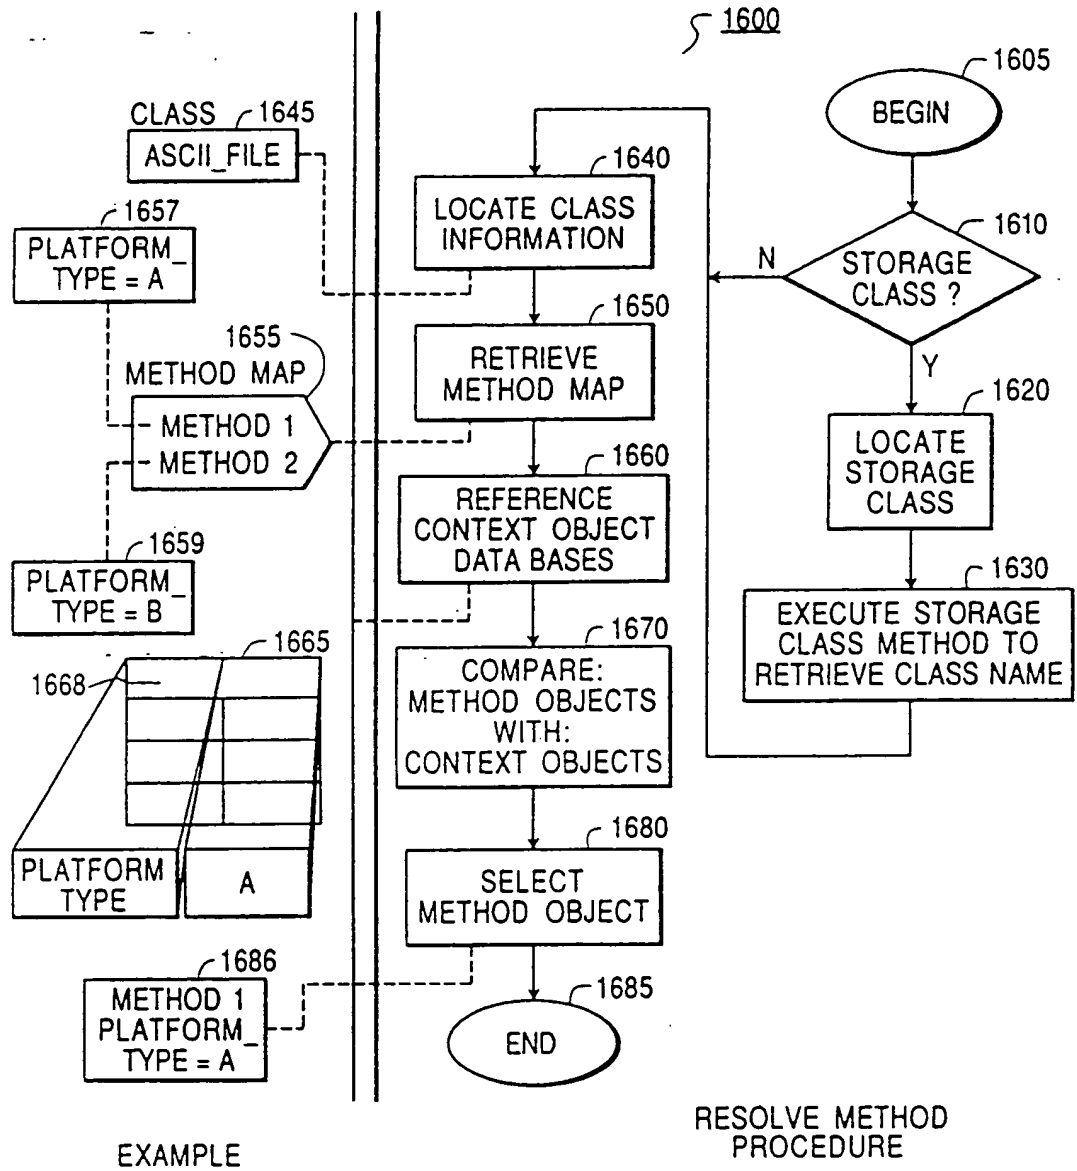 1600
1605
BEGIN
CLASS
1645
ASCII_FILE
1640
LOCATE CLASS
INFORMATION
1610
STORAGE
CLASS ?
N
Y
1657
PLATFORM_
TYPE = A
1650
RETRIEVE
METHOD MAP
1655
METHOD MAP
METHOD 1
METHOD 2
1620
LOCATE
STORAGE
CLASS
1660
REFERENCE
CONTEXT OBJECT
DATA BASES
1659
PLATFORM_
TYPE = B
1630
EXECUTE STORAGE
CLASS METHOD TO
RETRIEVE CLASS NAME
1665
1668
1670
COMPARE:
METHOD OBJECTS
WITH:
CONTEXT OBJECTS
PLATFORM
TYPE
A
1680
SELECT
METHOD OBJECT
1686
METHOD 1
PLATFORM_
TYPE = A
1685
END
EXAMPLE
RESOLVE METHOD
PROCEDURE